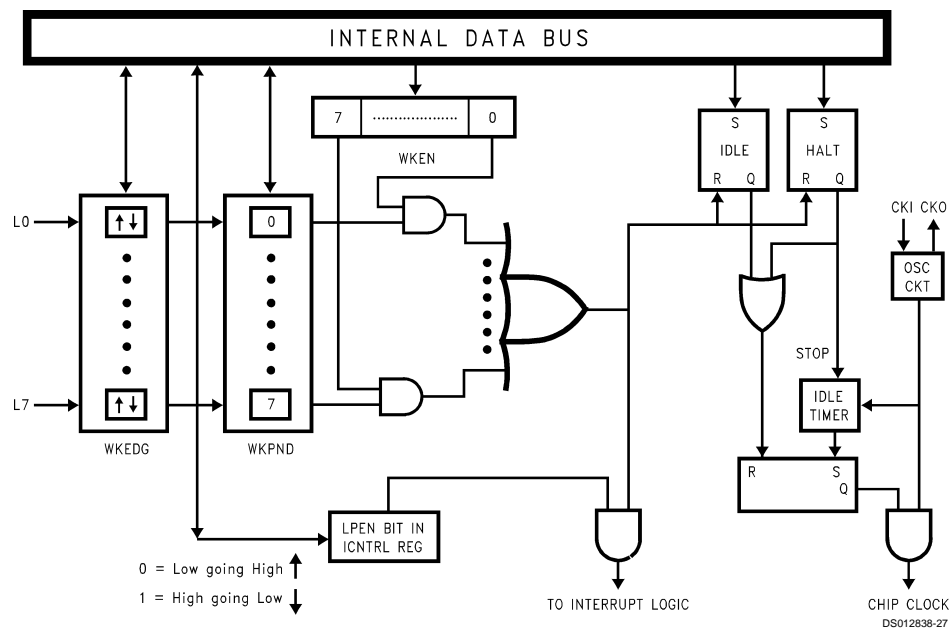 INTERNAL DATA BUS
7 0
WKEN
S S
IDLE HALT
R Q R Q
CKI CKO
OSC
CKT
L0
0
L7
7
WKEDG WKPND
STOP
IDLE
TIMER
R S
Q
LPEN BIT IN
ICNTRL REG
0 = Low going High
1 = High going Low
TO INTERRUPT LOGIC
CHIP CLOCK
DS012838-27